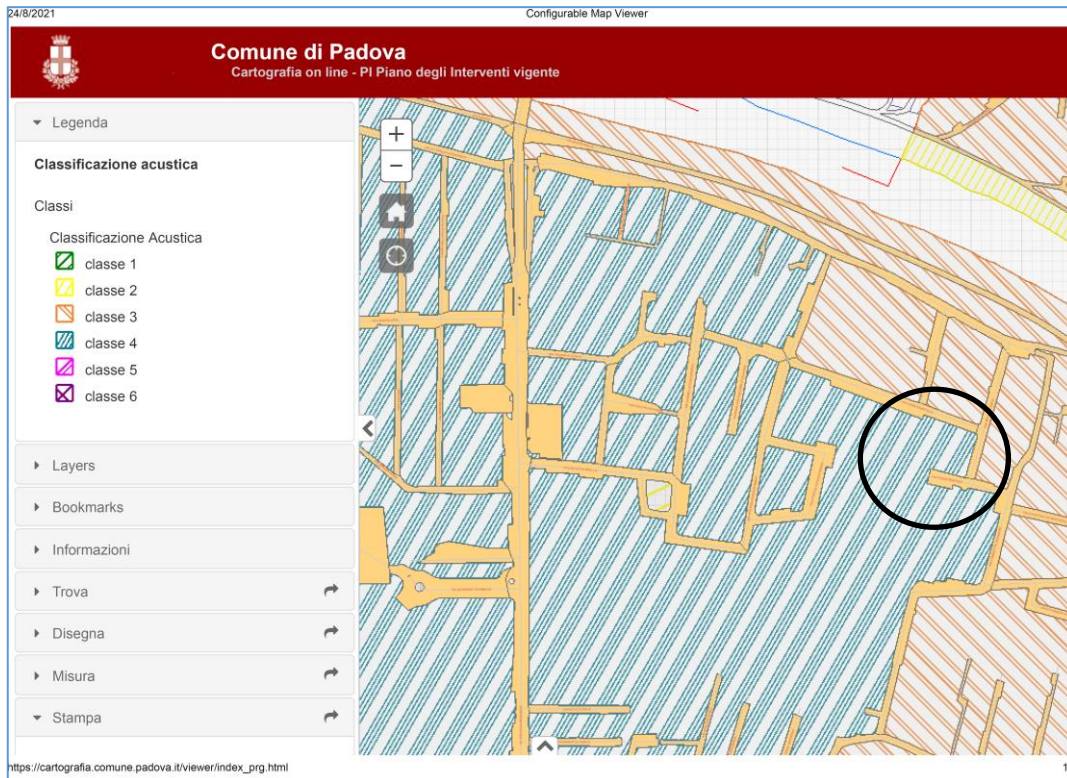 24/8/2021
Configurable Map Viewer
Comune di Padova
Cartografia on line - PI Piano degli Interventi vigente
Legenda
Classificazione acustica
Classi
Classificazione Acustica
classe 1
classe 2
classe 3
classe 4
classe 5
classe 6
Layers
Bookmarks
Informazioni
Trova
Disegna
Misura
Stampa
+
−
https://cartografia.comune.padova.it/viewer/index_prg.html
1